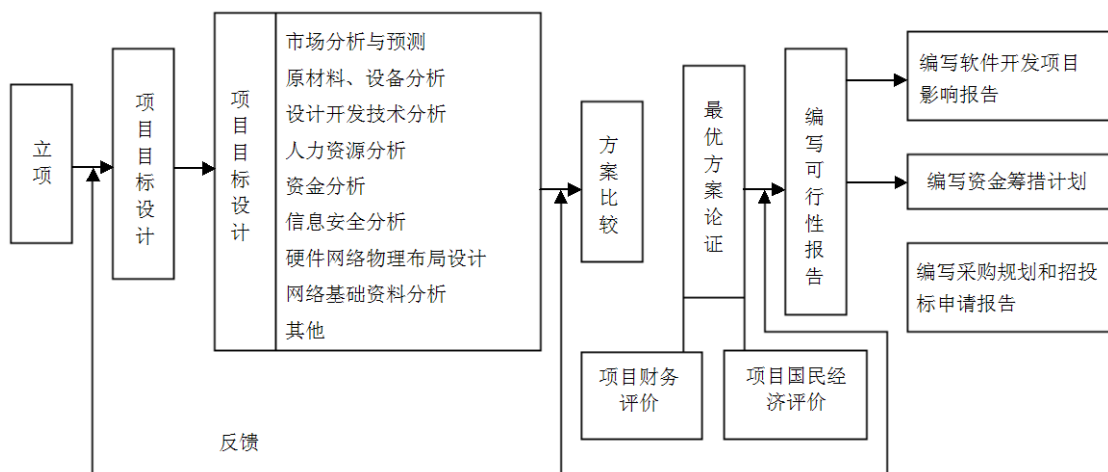 立项
项目目标设计
项目目标设计
市场分析与预测
原材料、设备分析
设计开发技术分析
人力资源分析
资金分析
信息安全分析
硬件网络物理布局设计
网络基础资料分析
其他
方案比较
最优方案论证
项目财务
评价
项目国民经
济评价
编写可行性报告
编写软件开发项目
影响报告
编写资金筹措计划
编写采购规划和招投
标申请报告
反馈